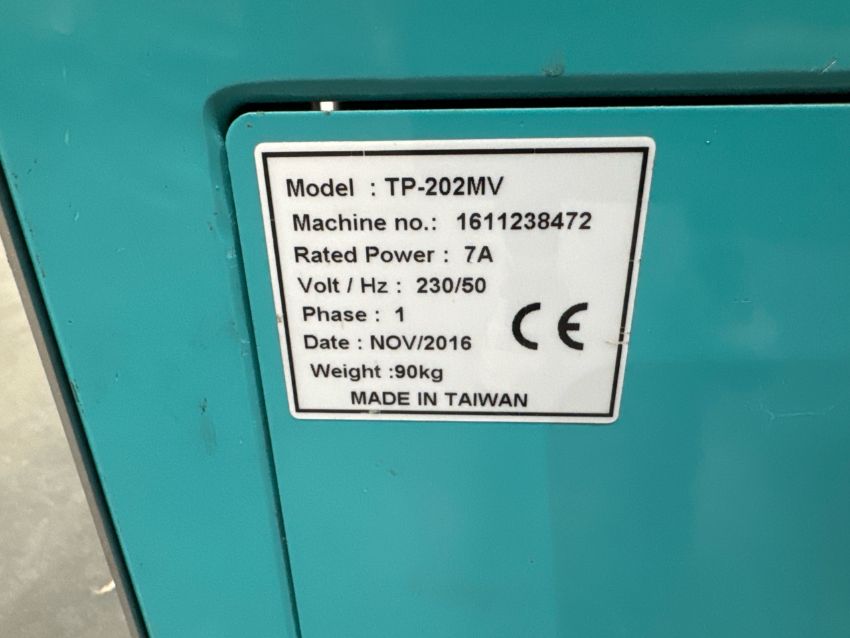 Model : TP-202MV
Machine no.: 1611238472
Rated Power : 7A
Volt / Hz : 230/50
Phase : 1
Date : NOV/2016
Weight :90kg
CE
MADE IN TAIWAN